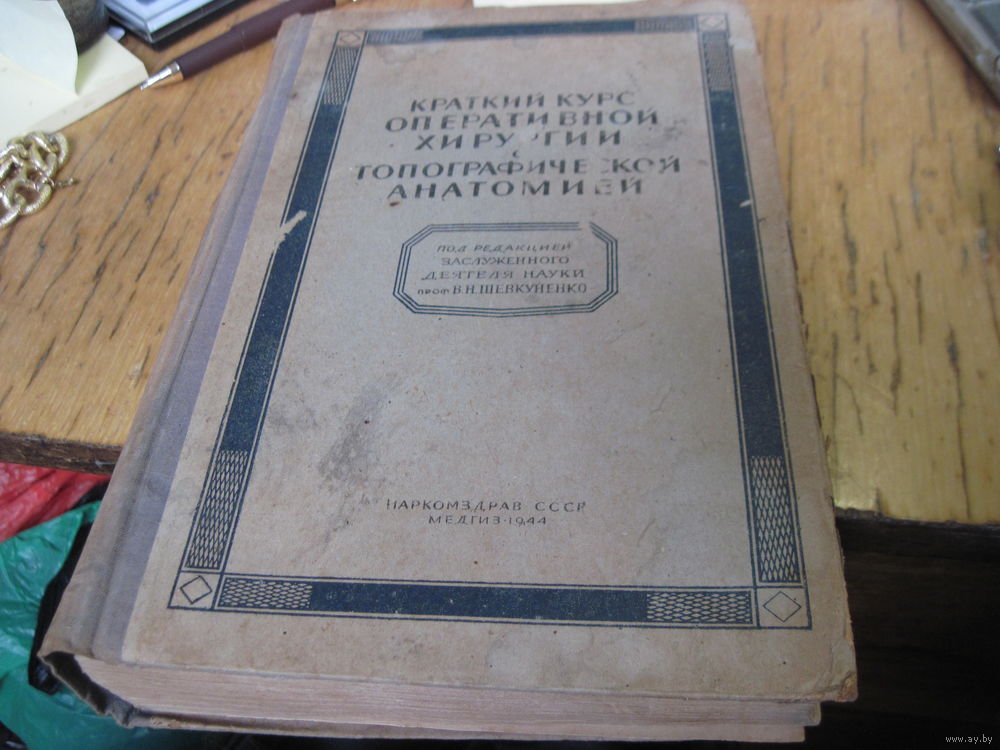 КРАТКИЙ КУРС
ОПЕРАТИВНОЙ
ХИРУРГИИ
С
ТОПОГРАФИЧЕСКОЙ
АНАТОМИЕЙ
ПОД РЕДАКЦИЕЙ
ЗАСЛУЖЕННОГО
ДЕЯТЕЛЯ НАУКИ
проф. В.Н.ШЕВКУНЕНКО
НАРКОМЗДРАВ СССР
МЕДГИЗ·1944
www.ay.by